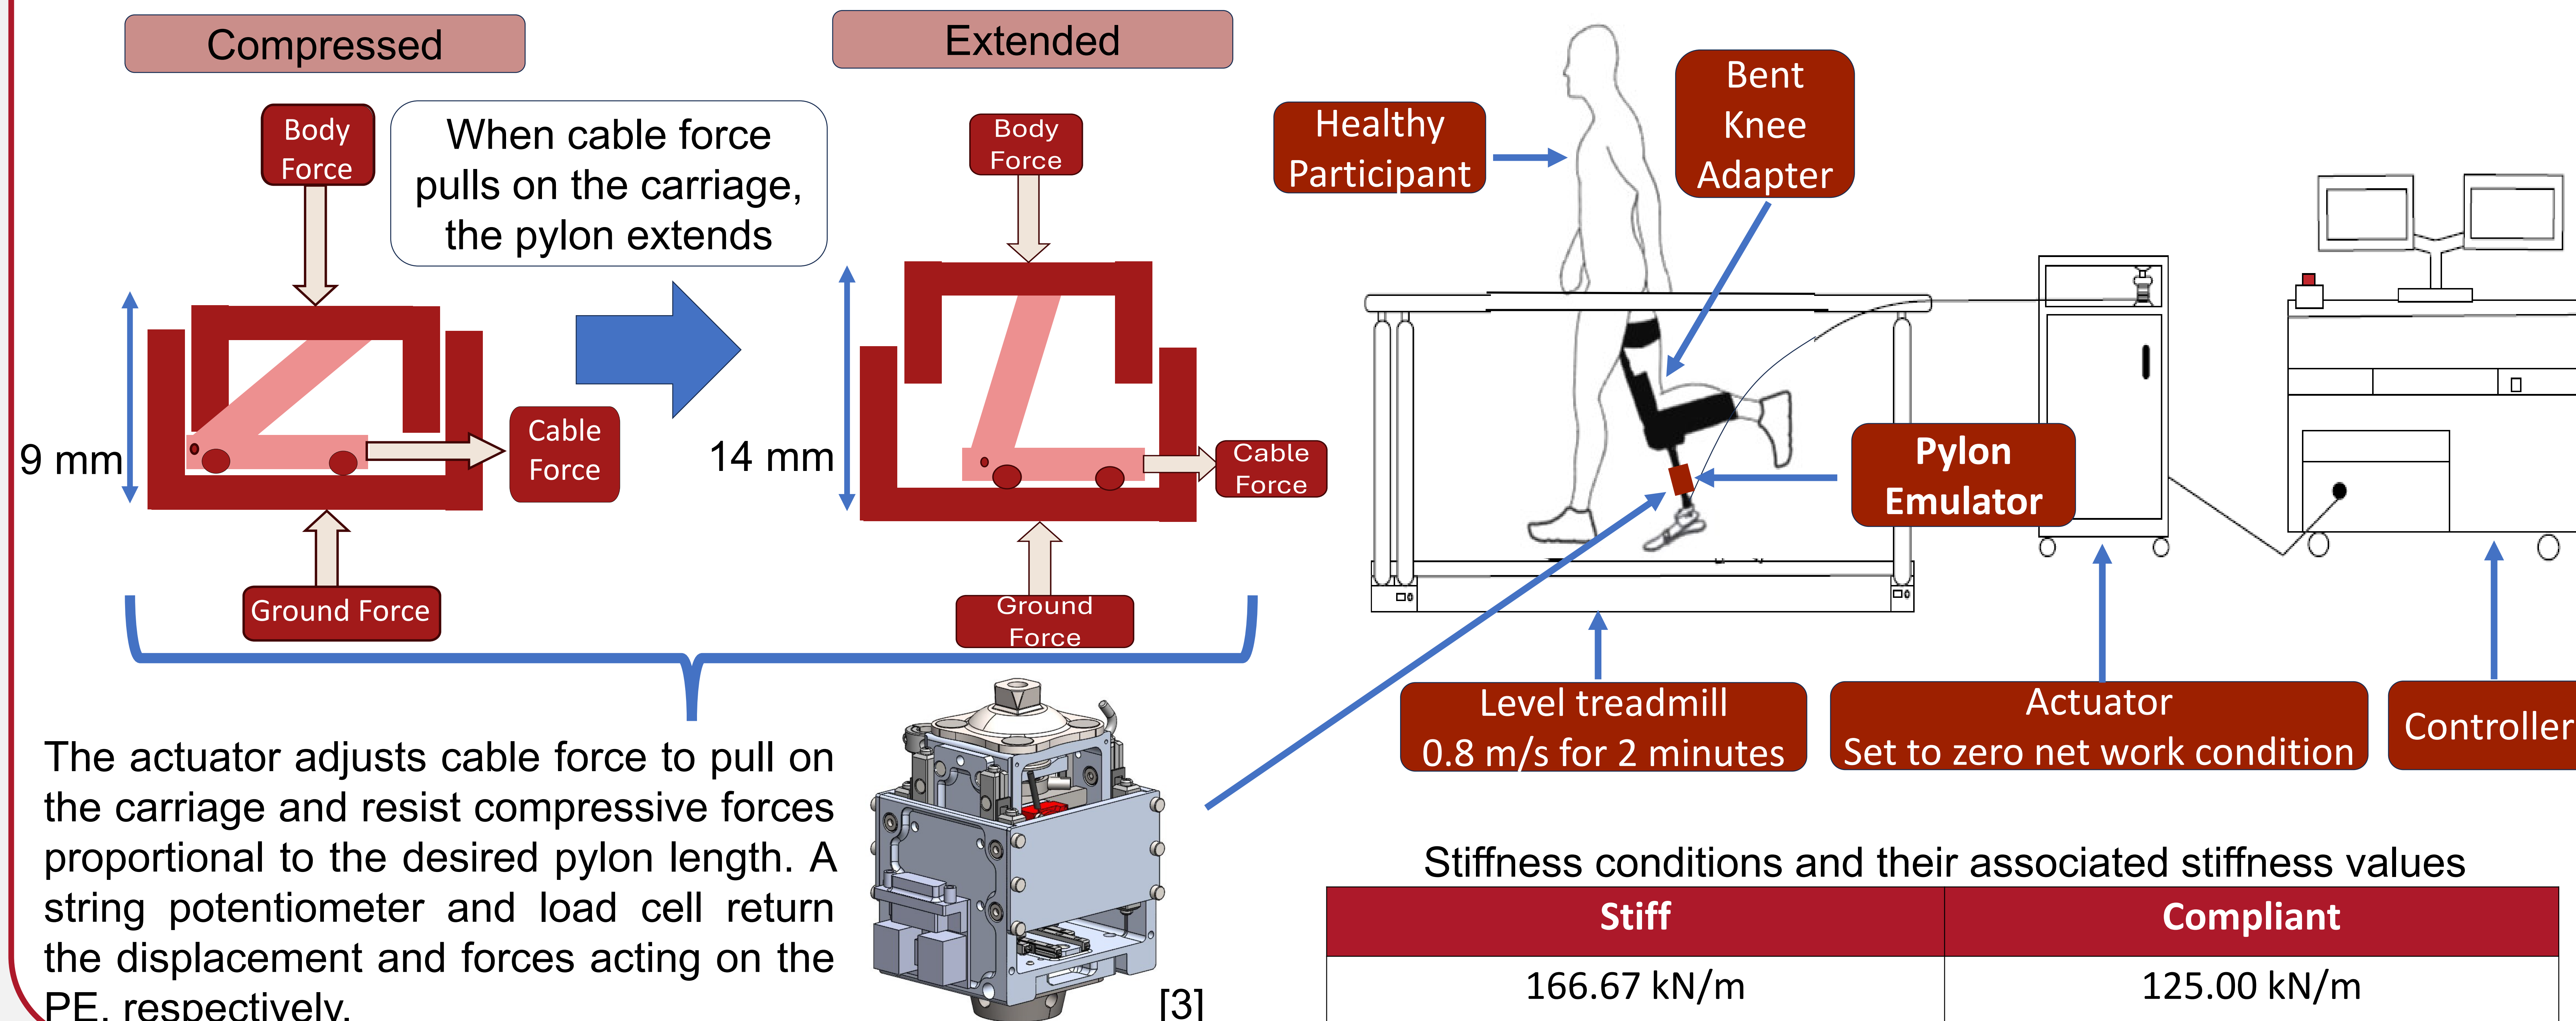 Compressed
Body
Force
When cable force
pulls on the carriage,
the pylon extends
9 mm
Cable
Force
Ground Force
Extended
Body
Force
14 mm
Cable
Force
Ground
Force
The actuator adjusts cable force to pull on
the carriage and resist compressive forces
proportional to the desired pylon length. A
string potentiometer and load cell return
the displacement and forces acting on the
PE, respectively.
[3]
Healthy
Participant
Bent
Knee
Adapter
Pylon
Emulator
Level treadmill
0.8 m/s for 2 minutes
Actuator
Set to zero net work condition
Controller
Stiffness conditions and their associated stiffness values
Stiff
Compliant
166.67 kN/m
125.00 kN/m